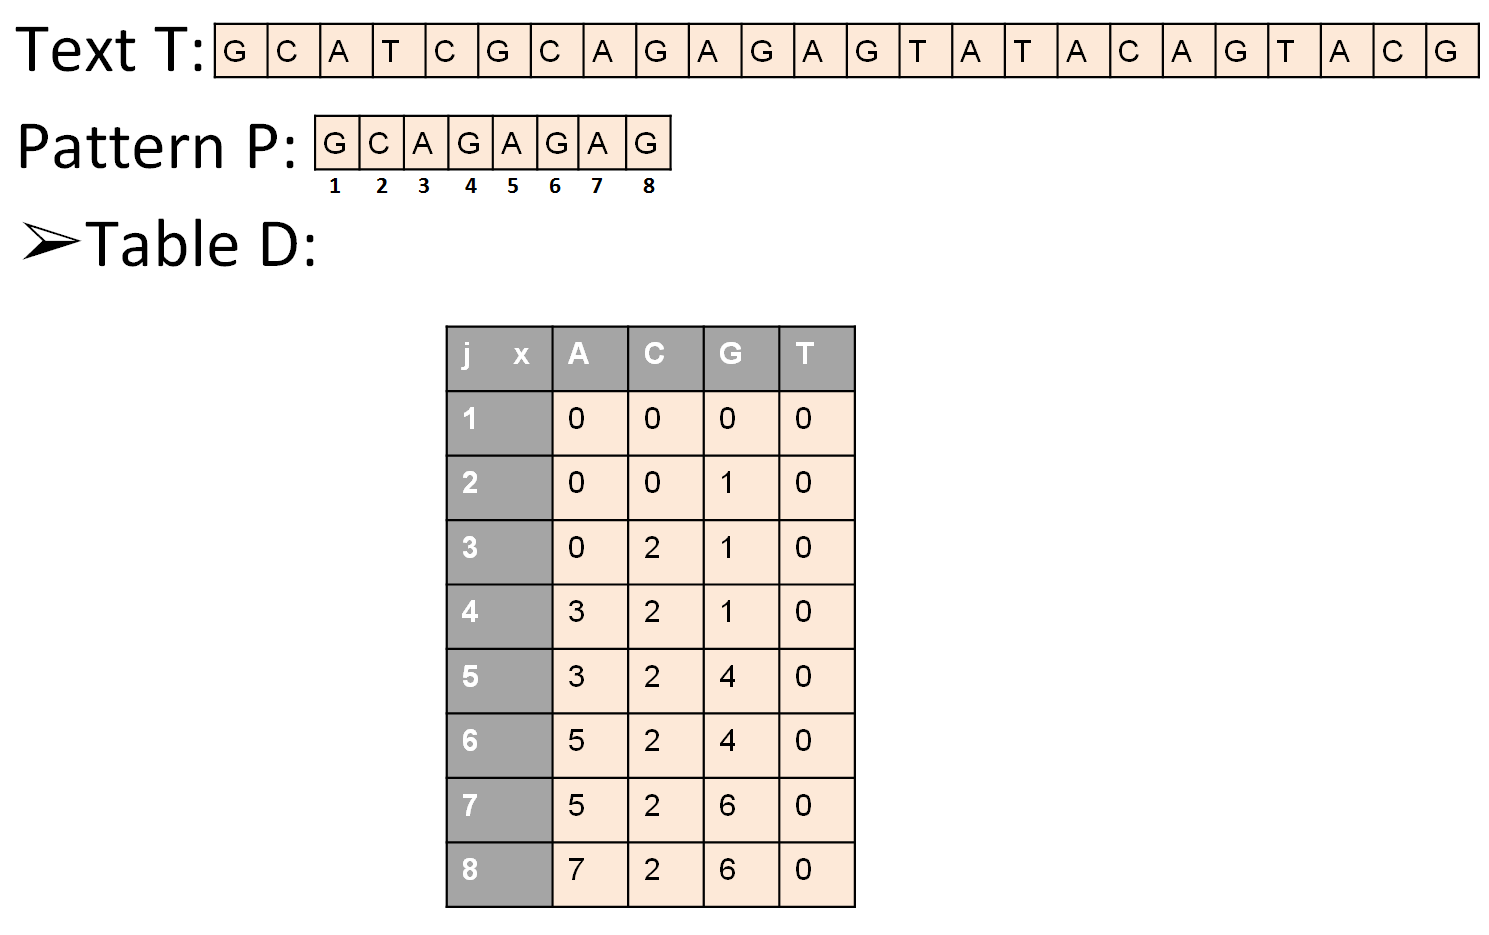 Text T: G C A T C G C A G A G A G T A T A C A G T A C G
Pattern P: G C A G A G A G
1 2 3 4 5 6 7 8
➢Table D:
j x A C G T
1 0 0 0 0
2 0 0 1 0
3 0 2 1 0
4 3 2 1 0
5 3 2 4 0
6 5 2 4 0
7 5 2 6 0
8 7 2 6 0